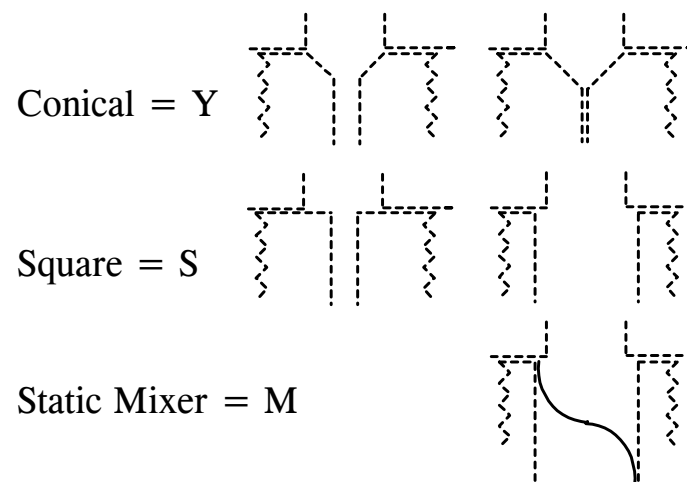 Conical = Y
Square = S
Static Mixer = M